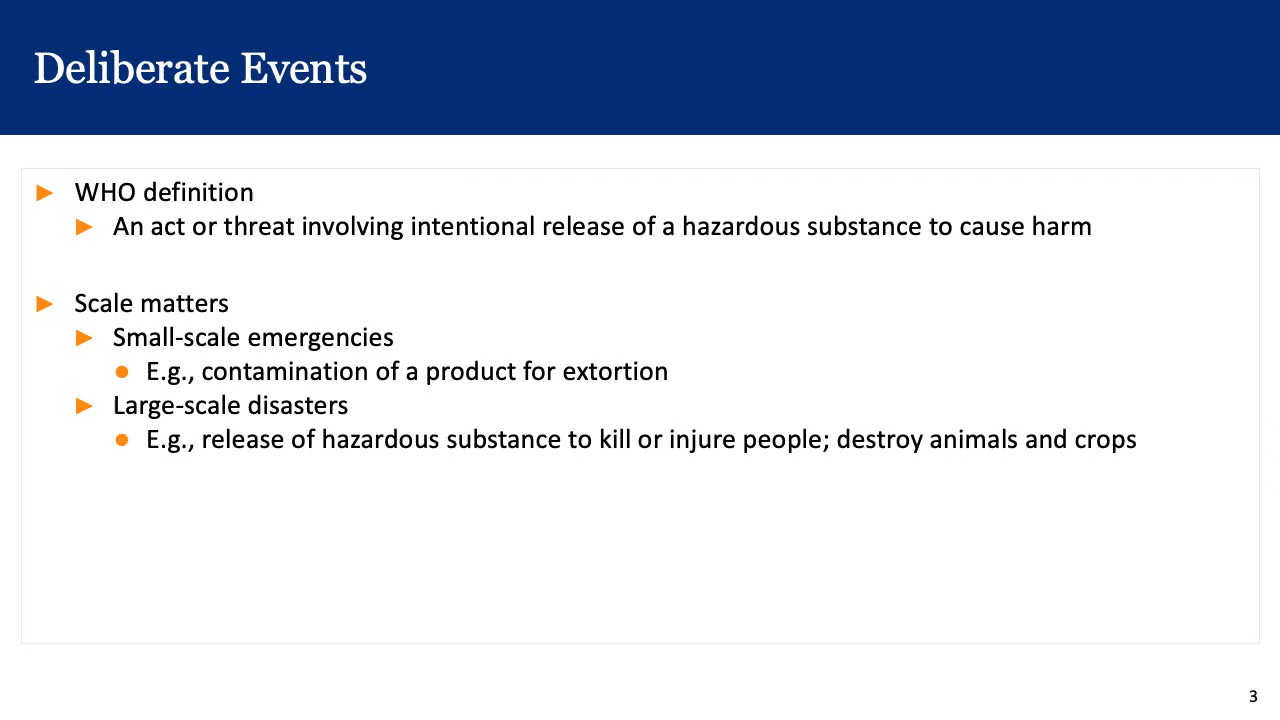 Deliberate Events
WHO definition
An act or threat involving intentional release of a hazardous substance to cause harm
Scale matters
Small-scale emergencies
E.g., contamination of a product for extortion
Large-scale disasters
E.g., release of hazardous substance to kill or injure people; destroy animals and crops
3